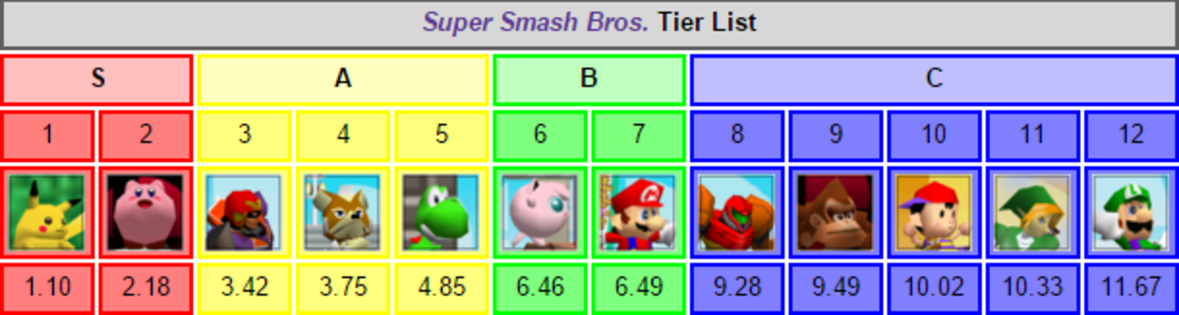 Super Smash Bros. Tier List
S A B C
1 2 3 4 5 6 7 8 9 10 11 12
1.10 2.18 3.42 3.75 4.85 6.46 6.49 9.28 9.49 10.02 10.33 11.67